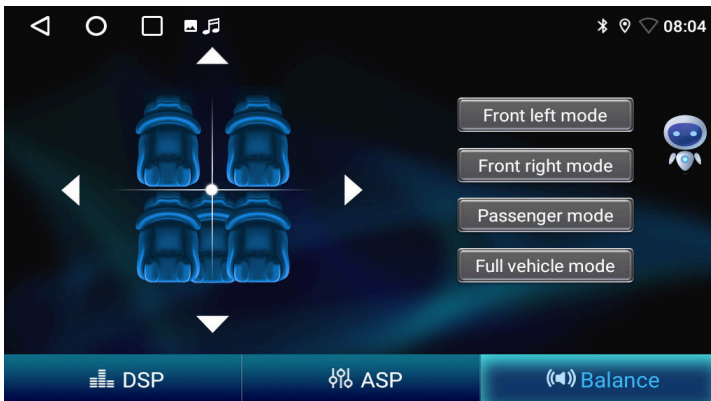 08:04
Front left mode
Front right mode
Passenger mode
Full vehicle mode
DSP
ASP
Balance